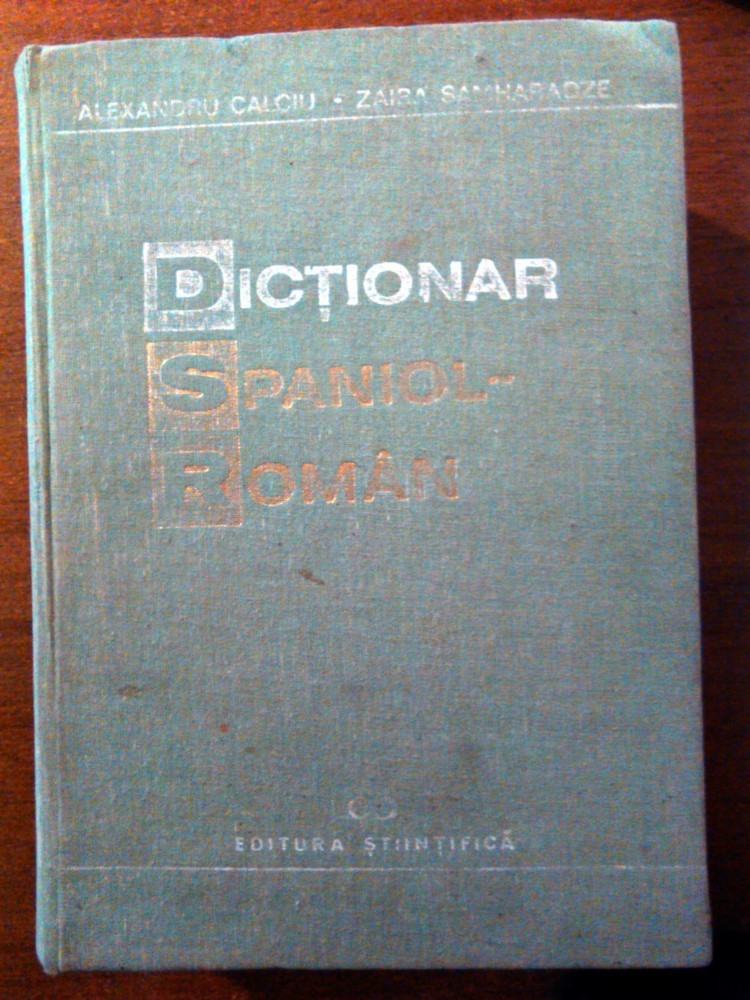 ALEXANDRU CALCIU • ZAIRA SAMHARADZE
DICȚIONAR
SPANIOL-
ROMÂN
EDITURA ȘTIINȚIFICĂ